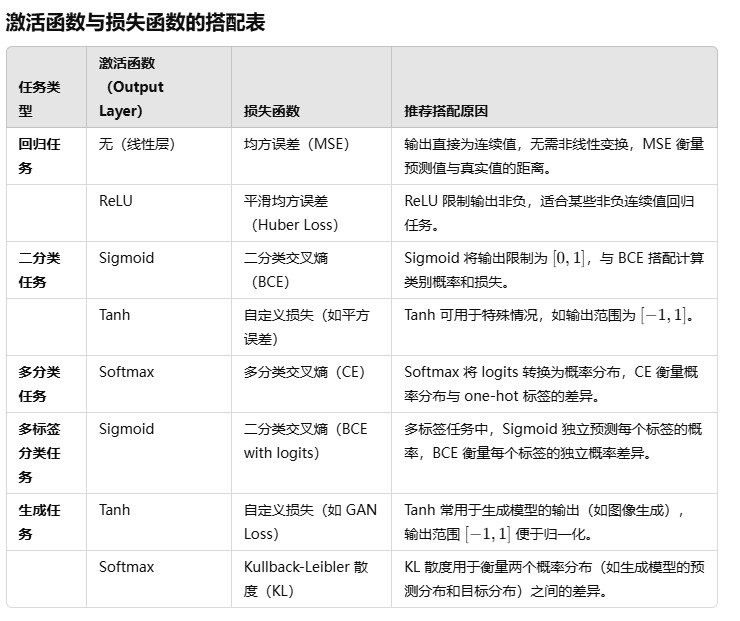 激活函数与损失函数的搭配表
任务类
型
激活函数
（Output
Layer）
损失函数
推荐搭配原因
回归任
务
无（线性层）
均方误差（MSE）
输出直接为连续值，无需非线性变换，MSE 衡量
预测值与真实值的距离。
ReLU
平滑均方误差
（Huber Loss）
ReLU 限制输出非负，适合某些非负连续值回归
任务。
二分类
任务
Sigmoid
二分类交叉熵
（BCE）
Sigmoid 将输出限制为 [0, 1]，与 BCE 搭配计算
类别概率和损失。
Tanh
自定义损失（如平方
误差）
Tanh 可用于特殊情况，如输出范围为 [−1, 1]。
多分类
任务
Softmax
多分类交叉熵（CE）
Softmax 将 logits 转换为概率分布，CE 衡量概
率分布与 one-hot 标签的差异。
多标签
分类任
务
Sigmoid
二分类交叉熵（BCE
with logits）
多标签任务中，Sigmoid 独立预测每个标签的概
率，BCE 衡量每个标签的独立概率差异。
生成任
务
Tanh
自定义损失（如 GAN
Loss）
Tanh 常用于生成模型的输出（如图像生成），
输出范围 [−1, 1] 便于归一化。
Softmax
Kullback-Leibler 散
度（KL）
KL 散度用于衡量两个概率分布（如生成模型的预
测分布和目标分布）之间的差异。